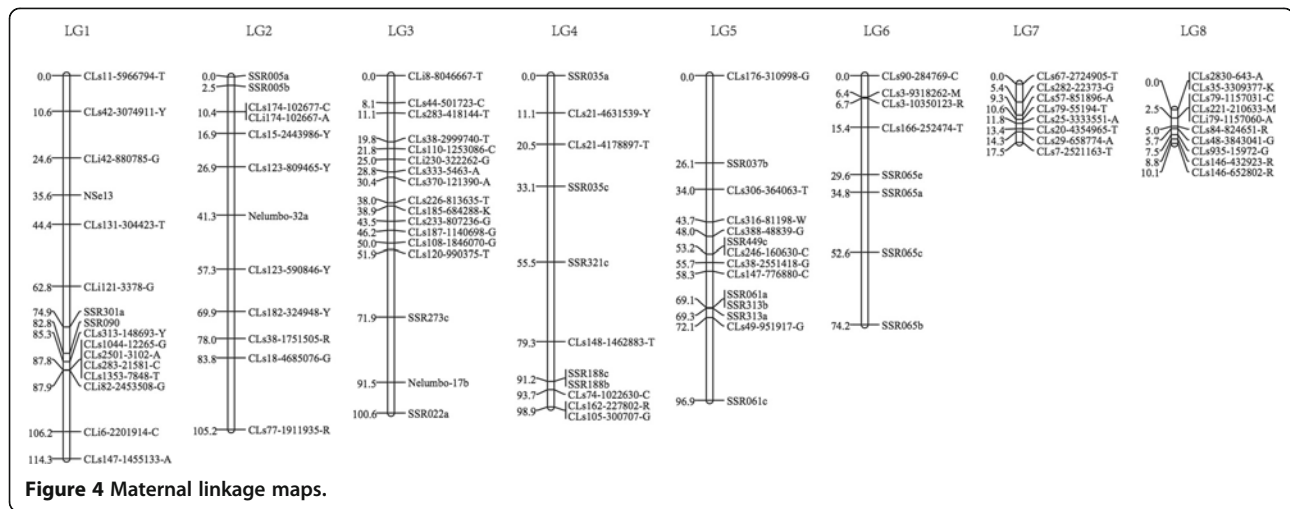 LG1
LG2
LG3
LG4
LG5
LG6
LG7
LG8
0.0 CLs11-5966794-T
10.6 CLs42-3074911-Y
24.6 CLi42-880785-G
35.6 NSe13
44.4 CLs131-304423-T
62.8 CLi121-3378-G
74.9 SSR301a
82.8 SSR090
85.3 CLs313-148693-Y
CLs1044-12265-G
CLs2501-3102-A
87.8 CLs283-21581-C
CLs1353-7848-T
87.9 CLi82-2453508-G
106.2 CLi6-2201914-C
114.3 CLs147-1455133-A
0.0 SSR005a
2.5 SSR005b
10.4 CLs174-102677-C
CLi174-102667-A
16.9 CLs15-2443986-Y
26.9 CLs123-809465-Y
41.3 Nelumbo-32a
57.3 CLs123-590846-Y
69.9 CLs182-324948-Y
78.0 CLs38-1751505-R
83.8 CLs18-4685076-G
105.2 CLs77-1911935-R
0.0 CLi8-8046667-T
8.1 CLs44-501723-C
11.1 CLs283-418144-T
19.8 CLs38-2999740-T
21.8 CLs110-1253086-C
25.0 CLi230-322262-G
28.8 CLs333-5463-A
30.4 CLs370-121390-A
38.0 CLs226-813635-T
38.9 CLs185-684288-K
43.5 CLs233-807236-G
46.2 CLs187-1140698-G
50.0 CLs108-1846070-G
51.9 CLs120-990375-T
71.9 SSR273c
91.5 Nelumbo-17b
100.6 SSR022a
0.0 SSR035a
11.1 CLs21-4631539-Y
20.5 CLs21-4178897-T
33.1 SSR035c
55.5 SSR321c
79.3 CLs148-1462883-T
91.2 SSR188c
SSR188b
93.7 CLs74-1022630-C
98.9 CLs162-227802-R
CLs105-300707-G
0.0 CLs176-310998-G
26.1 SSR037b
34.0 CLs306-364063-T
43.7 CLs316-81198-W
48.0 CLs388-48839-G
53.2 SSR449c
CLs246-160630-C
55.7 CLs38-2551418-G
58.3 CLs147-776880-C
69.1 SSR061a
SSR313b
69.3 SSR313a
72.1 CLs49-951917-G
96.9 SSR061c
0.0 CLs90-284769-C
6.4 CLs3-9318262-M
6.7 CLs3-10350123-R
15.4 CLs166-252474-T
29.6 SSR065e
34.8 SSR065a
52.6 SSR065c
74.2 SSR065b
0.0 CLs67-2724905-T
5.4 CLs282-22373-G
9.3 CLs57-851896-A
10.6 CLs79-55194-T
11.8 CLs25-3333551-A
13.4 CLs20-4354965-T
14.3 CLs29-658774-A
17.5 CLs7-2521163-T
0.0 CLs2830-643-A
CLs35-3309377-K
CLs79-1157031-C
2.5 CLs221-210633-M
CLi79-1157060-A
5.0 CLs84-824651-R
5.7 CLs48-3843041-G
7.5 CLs935-15972-G
8.8 CLs146-432923-R
10.1 CLs146-652802-R
Figure 4 Maternal linkage maps.